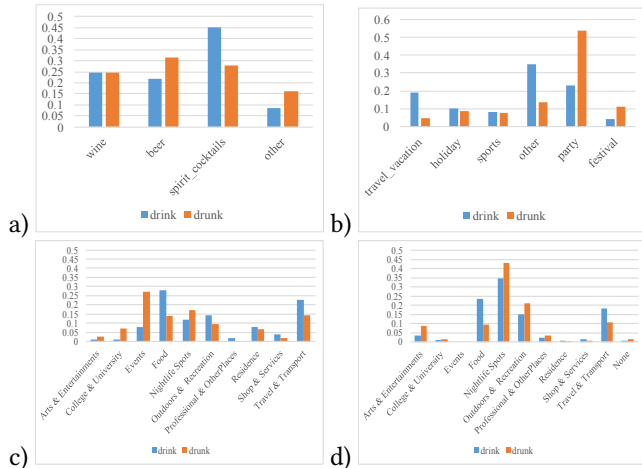 0.5
0.45
0.4
0.35
0.3
0.25
0.2
0.15
0.1
0.05
0
wine
beer
spirit_cocktails
other
drink drunk
a)
0.6
0.5
0.4
0.3
0.2
0.1
0
travel_vacation
holiday
sports
other
party
festival
drink drunk
b)
0.5
0.45
0.4
0.35
0.3
0.25
0.2
0.15
0.1
0.05
0
Arts & Entertainments
College & University
Events
Food
Nightlife Spots
Outdoors & Recreation
Professional & OtherPlaces
Residence
Shop & Services
Travel & Transport
drink drunk
c)
0.5
0.45
0.4
0.35
0.3
0.25
0.2
0.15
0.1
0.05
0
Arts & Entertainments
College & University
Events
Food
Nightlife Spots
Outdoors & Recreation
Professional & OtherPlaces
Residence
Shop & Services
Travel & Transport
None
drink drunk
d)